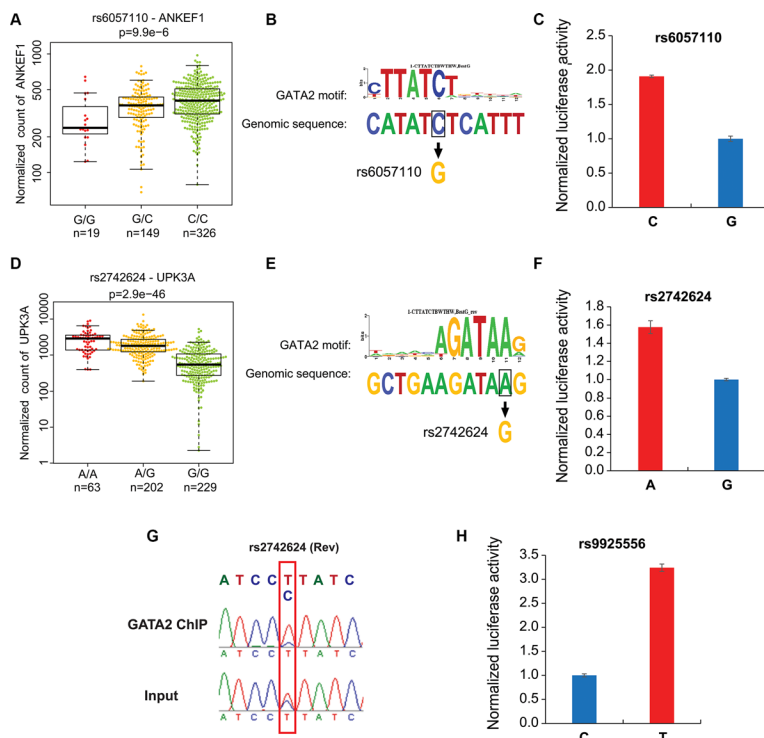 A
rs6057110 - ANKEF1
p=9.9e−6
Normalized count of ANKEF1
1000
500
200
100
G/G
G/C
C/C
n=19
n=149
n=326
B
1-CTTATCTBWTHW,BestG
GATA2 motif:
CTTATCT
Genomic sequence:
CATATCTCATTT
rs6057110
G
C
rs6057110
Normalized luciferase activity
2.5
2.0
1.5
1.0
0.5
0.0
C
G
D
rs2742624 - UPK3A
p=2.9e−46
Normalized count of UPK3A
10000
1000
100
10
1
A/A
A/G
G/G
n=63
n=202
n=229
E
GATA2 motif:
AGATAAG
Genomic sequence:
GCTGAAGATAAG
rs2742624
G
F
rs2742624
Normalized luciferase activity
1.8
1.6
1.4
1.2
1.0
0.8
0.6
0.4
0.2
0.0
A
G
G
rs2742624 (Rev)
A T C C T T A T C
C
GATA2 ChIP
A T C C T T A T C
Input
A T C C T T A T C
H
rs9925556
Normalized luciferase activity
3.5
3.0
2.5
2.0
1.5
1.0
0.5
0.0
C
T